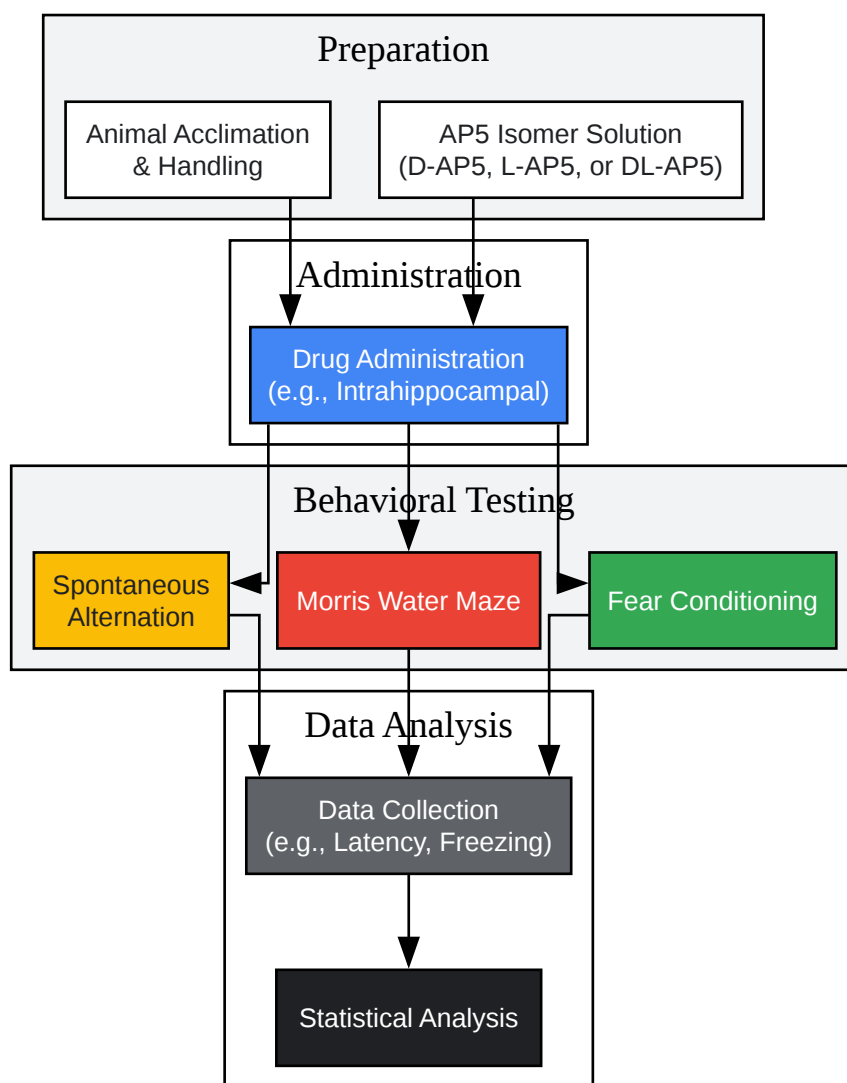 Preparation
Animal Acclimation
& Handling
AP5 Isomer Solution
(D-AP5, L-AP5, or DL-AP5)
Administration
Drug Administration
(e.g., Intrahippocampal)
Behavioral Testing
Spontaneous
Alternation
Morris Water Maze
Fear Conditioning
Data Analysis
Data Collection
(e.g., Latency, Freezing)
Statistical Analysis